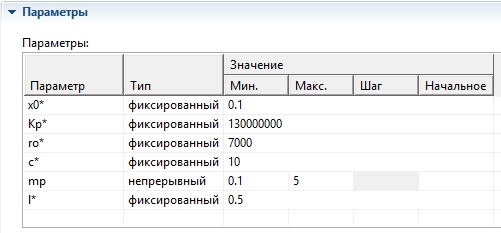 Параметры
Параметры:
Параметр Тип Значение
Мин. Макс. Шаг Начальное
x0* фиксированный 0.1
Kp* фиксированный 130000000
ro* фиксированный 7000
c* фиксированный 10
mp непрерывный 0.1 5
l* фиксированный 0.5